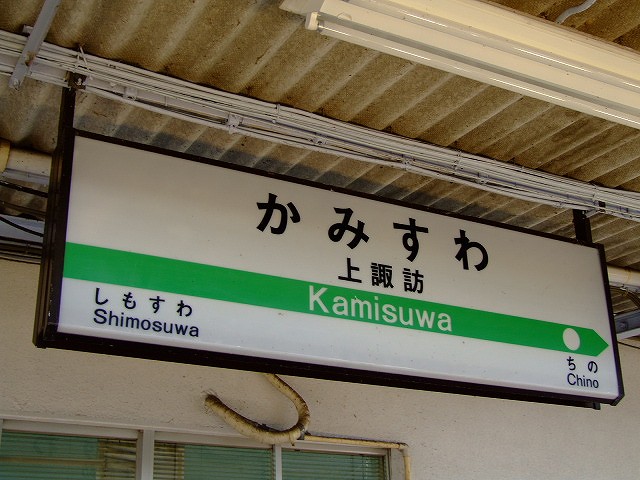 かみすわ
上諏訪
Kamisuwa
しもすわ
Shimosuwa
ちの
Chino